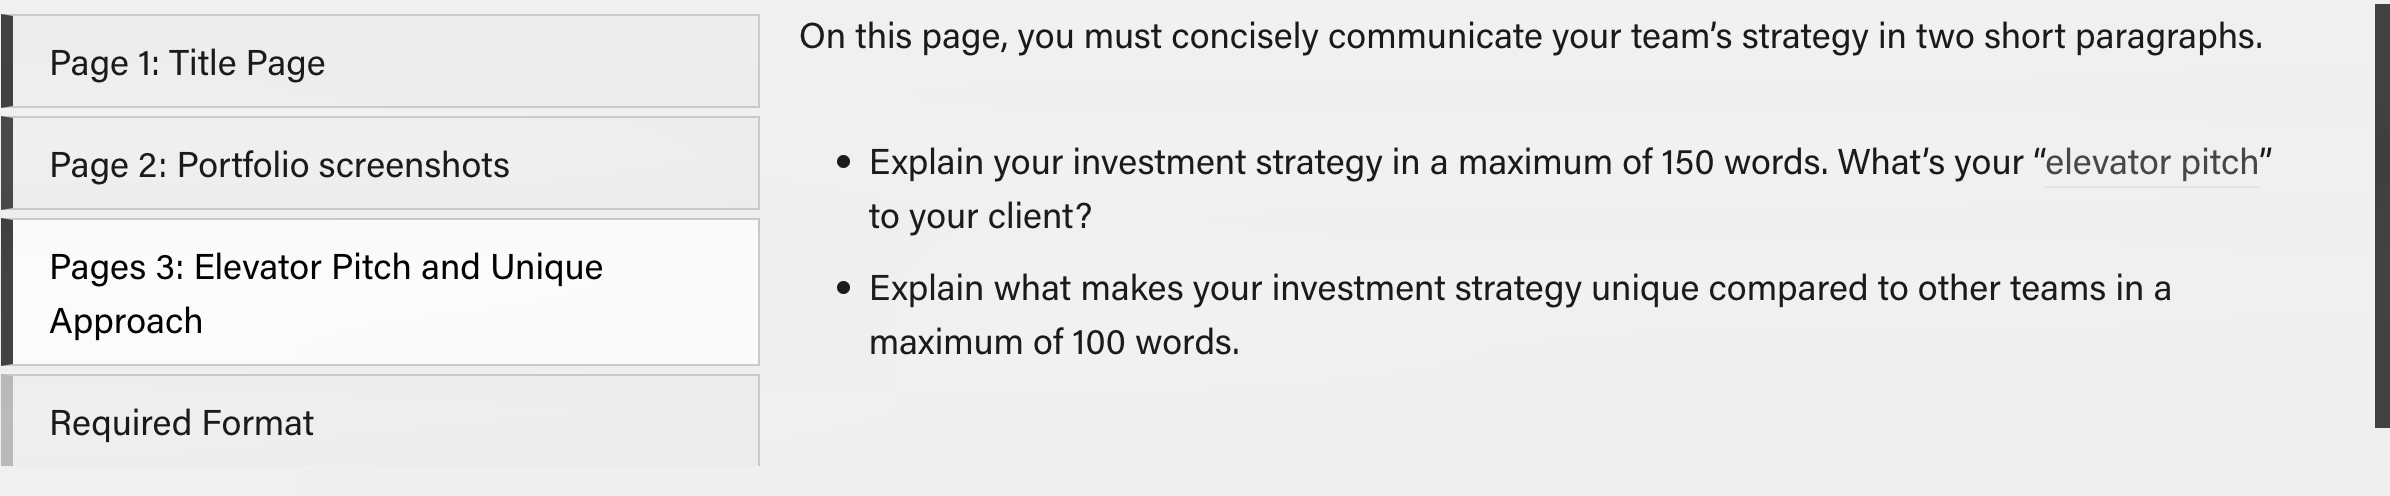 Page 1: Title Page
Page 2: Portfolio screenshots
Pages 3: Elevator Pitch and Unique
Approach
Required Format
On this page, you must concisely communicate your team’s strategy in two short paragraphs.
• Explain your investment strategy in a maximum of 150 words. What’s your “elevator pitch”
to your client?
• Explain what makes your investment strategy unique compared to other teams in a
maximum of 100 words.